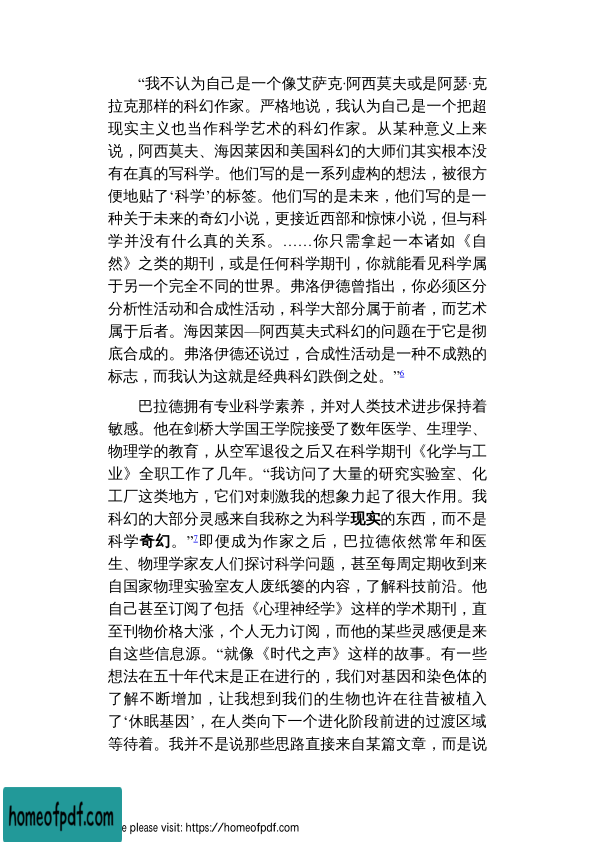 “我不认为自己是一个像艾萨克·阿西莫夫或是阿瑟·克
拉克那样的科幻作家。严格地说，我认为自己是一个把超
现实主义也当作科学艺术的科幻作家。从某种意义上来
说，阿西莫夫、海因莱因和美国科幻的大师们其实根本没
有在真的写科学。他们写的是一系列虚构的想法，被很方
便地贴了‘科学’的标签。他们写的是未来，他们写的是一
种关于未来的奇幻小说，更接近西部和惊悚小说，但与科
学并没有什么真的关系。……你只需拿起一本诸如《自
然》之类的期刊，或是任何科学期刊，你就能看见科学属
于另一个完全不同的世界。弗洛伊德曾指出，你必须区分
分析性活动和合成性活动，科学大部分属于前者，而艺术
属于后者。海因莱因—阿西莫夫式科幻的问题在于它是彻
底合成的。弗洛伊德还说过，合成性活动是一种不成熟的
标志，而我认为这就是经典科幻跌倒之处。”6
巴拉德拥有专业科学素养，并对人类技术进步保持着
敏感。他在剑桥大学国王学院接受了数年医学、生理学、
物理学的教育，从空军退役之后又在科学期刊《化学与工
业》全职工作了几年。“我访问了大量的研究实验室、化
工厂这类地方，它们对刺激我的想象力起了很大作用。我
科幻的大部分灵感来自我称之为科学现实的东西，而不是
科学奇幻。”7即便成为作家之后，巴拉德依然常年和医
生、物理学家友人们探讨科学问题，甚至每周定期收到来
自国家物理实验室友人废纸篓的内容，了解科技前沿。他
自己甚至订阅了包括《心理神经学》这样的学术期刊，直
至刊物价格大涨，个人无力订阅，而他的某些灵感便是来
自这些信息源。“就像《时代之声》这样的故事。有一些
想法在五十年代末是正在进行的，我们对基因和染色体的
了解不断增加，让我想到我们的生物也许在往昔被植入
了‘休眠基因’，在人类向下一个进化阶段前进的过渡区域
等待着。我并不是说那些思路直接来自某篇文章，而是说
homeofpdf.com
e please visit: https://homeofpdf.com